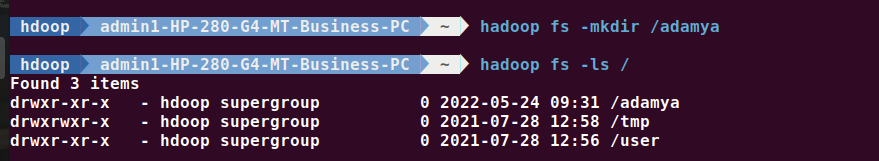 hdoop admin1-HP-280-G4-MT-Business-PC ~ hadoop fs -mkdir /adamya
hdoop admin1-HP-280-G4-MT-Business-PC ~ hadoop fs -ls /
Found 3 items
drwxr-xr-x   - hdoop supergroup          0 2022-05-24 09:31 /adamya
drwxrwxr-x   - hdoop supergroup          0 2021-07-28 12:58 /tmp
drwxr-xr-x   - hdoop supergroup          0 2021-07-28 12:56 /user